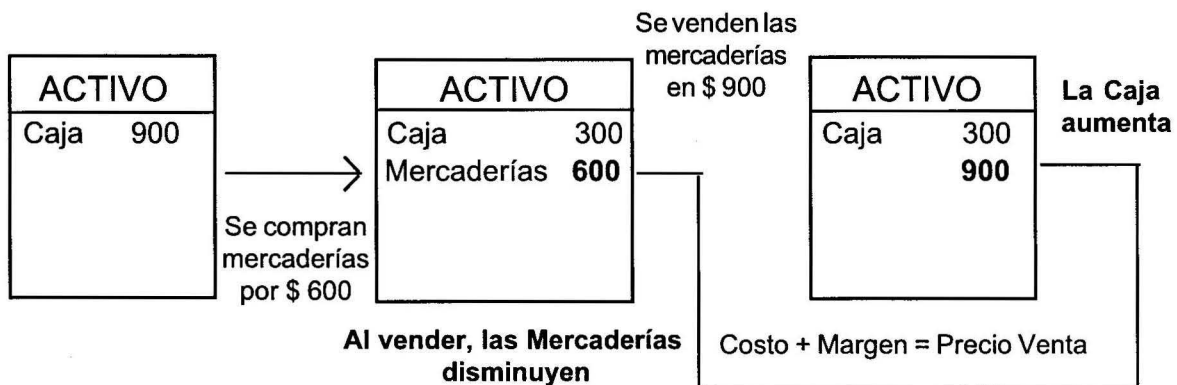 ACTIVO
Caja 900
Se compran
mercaderías
por $ 600
ACTIVO
Caja 300
Mercaderías 600
Al vender, las Mercaderías
disminuyen
Se venden las
mercaderías
en $ 900
ACTIVO
Caja 300
900
La Caja
aumenta
Costo + Margen = Precio Venta